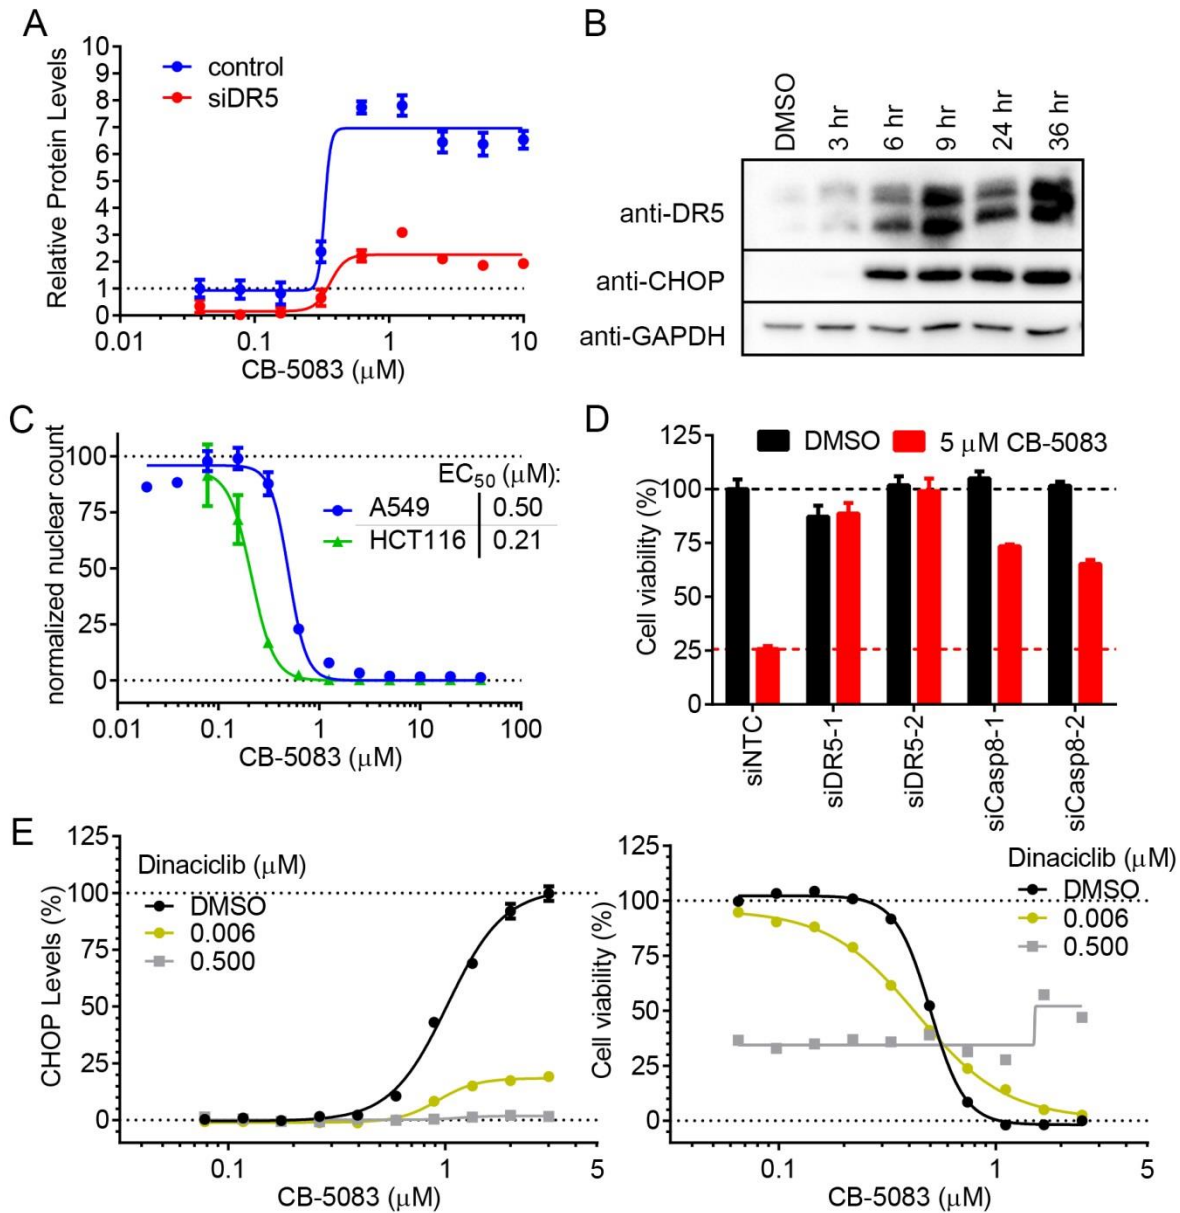 A
Relative Protein Levels
10
9
8
7
6
5
4
3
2
1
0
control
siDR5
0.01 0.1 1 10
CB-5083 (μM)
B
DMSO 3 hr 6 hr 9 hr 24 hr 36 hr
anti-DR5
anti-CHOP
anti-GAPDH
C
normalized nuclear count
100
75
50
25
0
EC50 (μM):
A549 0.50
HCT116 0.21
0.01 0.1 1 10 100
CB-5083 (μM)
D
Cell viability (%)
125
100
75
50
25
0
DMSO 5 μM CB-5083
siNTC siDR5-1 siDR5-2 siCasp8-1 siCasp8-2
E
CHOP Levels (%)
125
100
75
50
25
0
Dinaciclib (μM)
DMSO
0.006
0.500
0.1 1 5
CB-5083 (μM)
Cell viability (%)
125
100
75
50
25
0
Dinaciclib (μM)
DMSO
0.006
0.500
0.1 1 5
CB-5083 (μM)